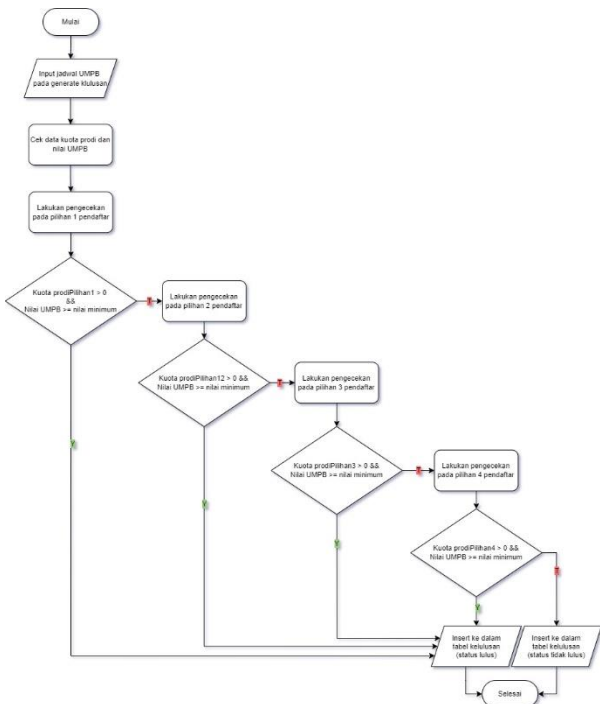 Mulai
Input jadwal UMPB
pada generate klulusan
Cek data kuota prodi dan
nilai UMPB
Lakukan pengecekan
pada pilihan 1 pendaftar
Kuota prodiPilihan1 > 0
&&
Nilai UMPB >= nilai minimum
T
Lakukan pengecekan
pada pilihan 2 pendaftar
Kuota prodiPilihan12 > 0 &&
Nilai UMPB >= nilai minimum
T
Lakukan pengecekan
pada pilihan 3 pendaftar
Kuota prodiPilihan3 > 0 &&
Nilai UMPB >= nilai minimum
T
Lakukan pengecekan
pada pilihan 4 pendaftar
Y
Y
Y
Kuota prodiPilihan4 > 0 &&
Nilai UMPB >= nilai minimum
T
Y
Insert ke dalam
tabel kelulusan
(status lulus)
Insert ke dalam
tabel kelulusan
(status tidak lulus)
Selesai